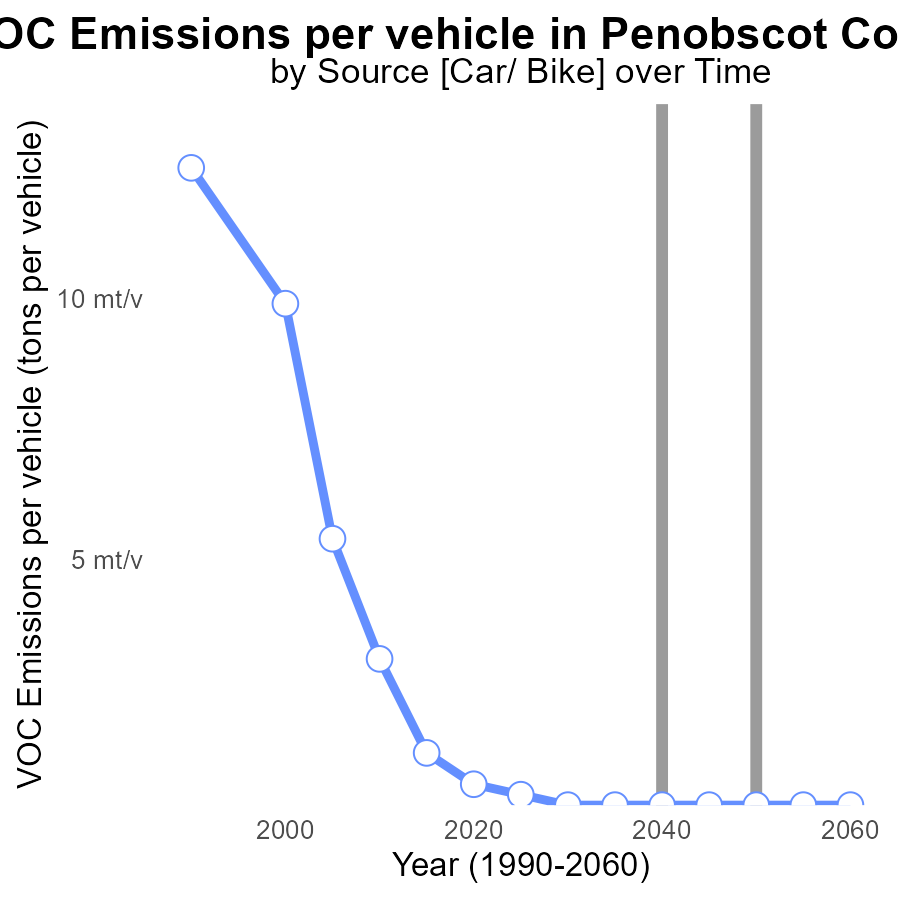 OC Emissions per vehicle in Penobscot Co
by Source [Car/ Bike] over Time
VOC Emissions per vehicle (tons per vehicle)
10 mt/v
5 mt/v
2000
2020
2040
2060
Year (1990-2060)